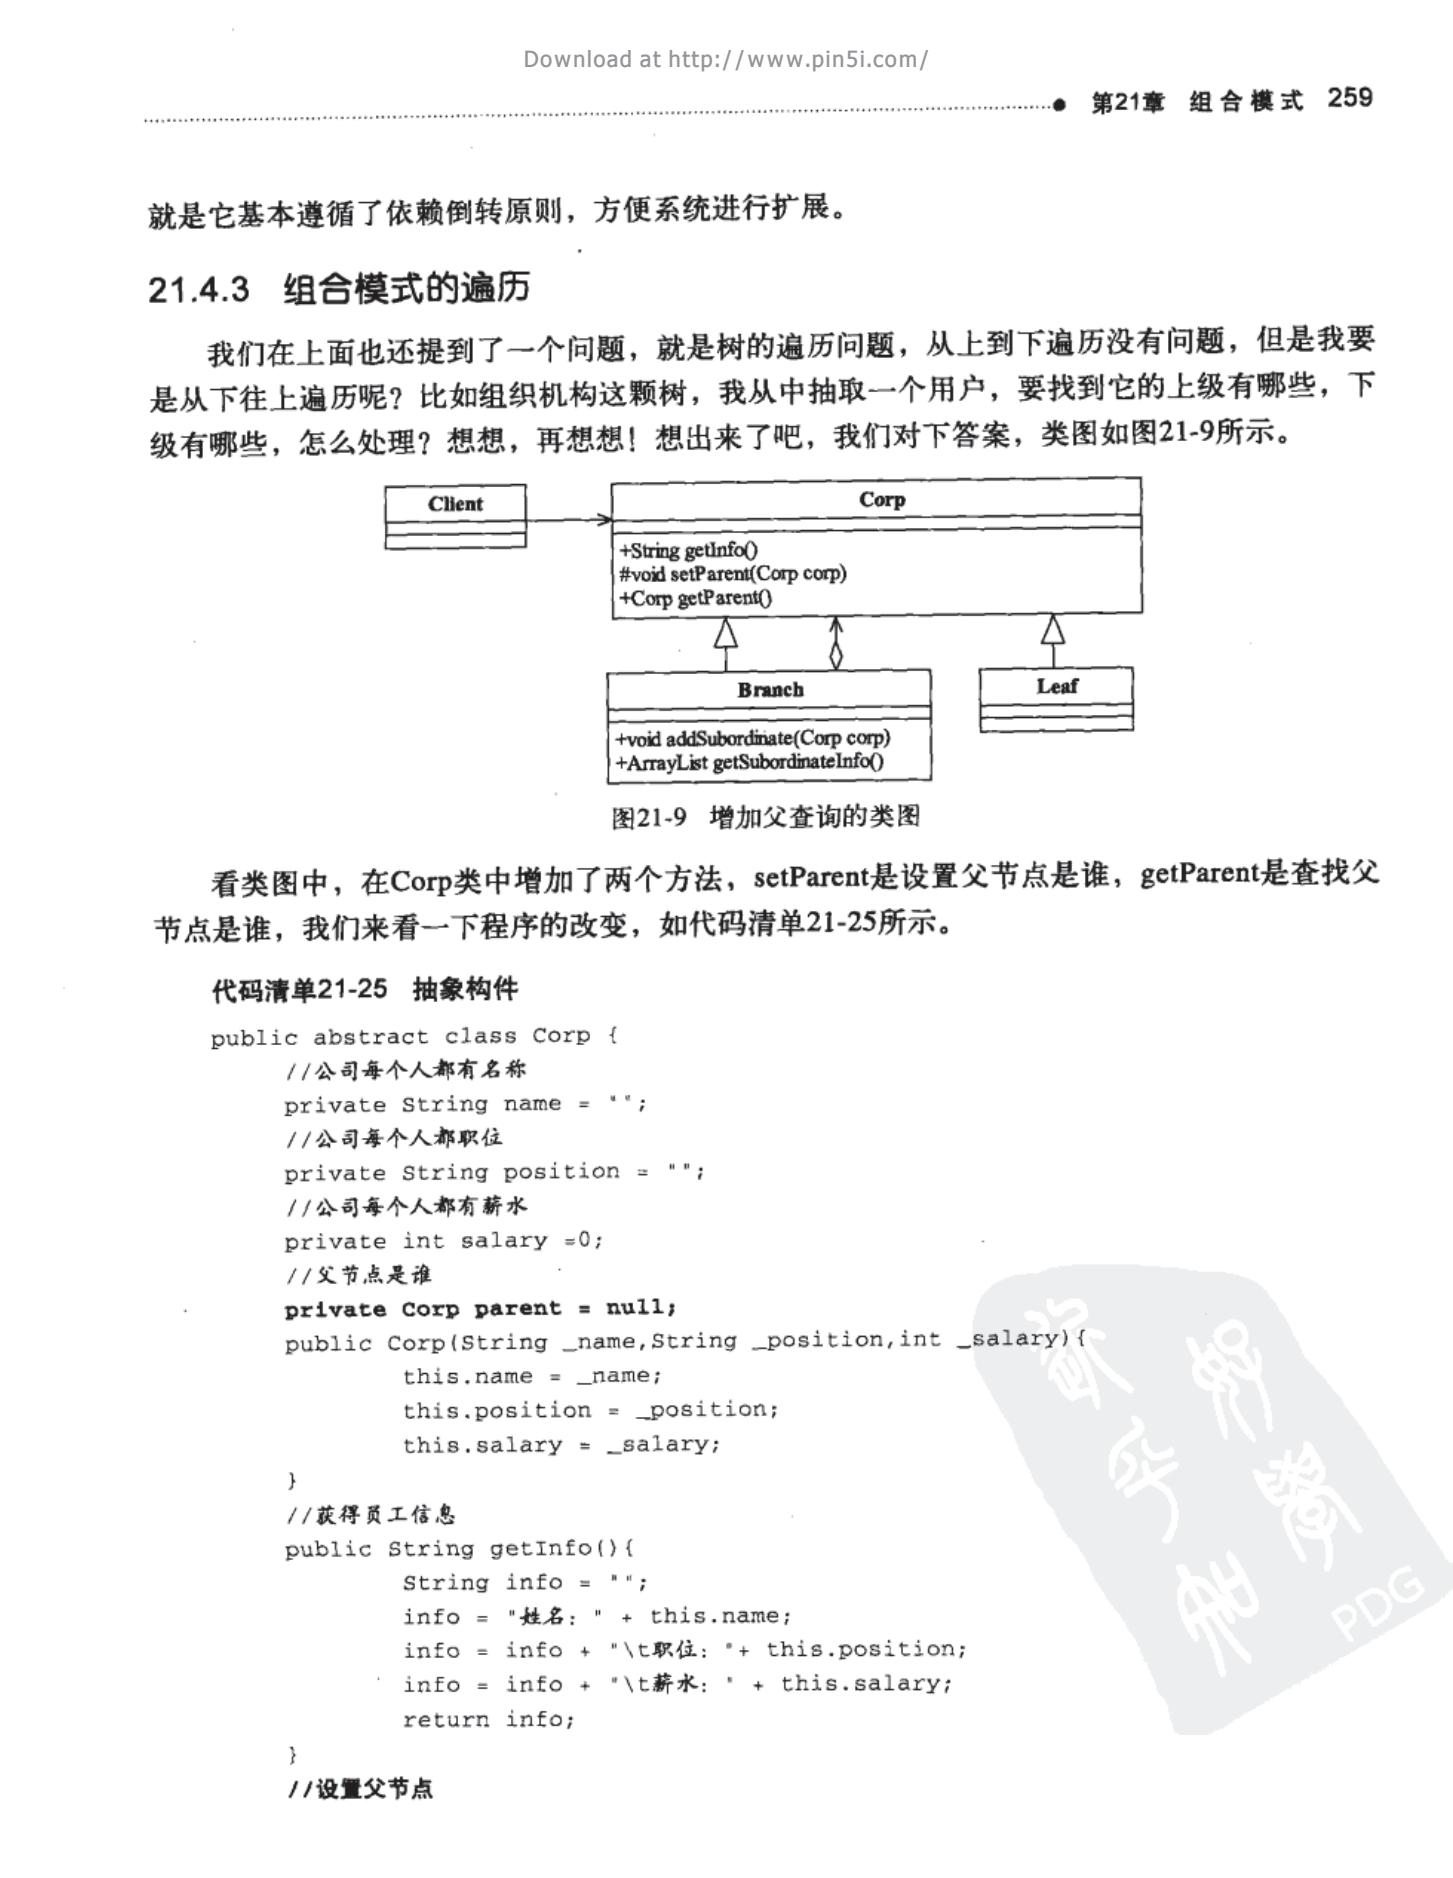 Download at http://www.pin5i.com/
第21章 组合模式 259
就是它基本遵循了依赖倒转原则，方便系统进行扩展。
21.4.3 组合模式的遍历
我们在上面也还提到了一个问题，就是树的遍历问题，从上到下遍历没有问题，但是我要
是从下往上遍历呢？比如组织机构这颗树，我从中抽取一个用户，要找到它的上级有哪些，下
级有哪些，怎么处理？想想，再想想！想出来了吧，我们对下答案，类图如图21-9所示。
Client
Corp
+String getInfo()
#void setParent(Corp corp)
+Corp getParent()
Branch
Leaf
+void addSubordinate(Corp corp)
+ArrayList getSubordinateInfo()
图21-9 增加父查询的类图
看类图中，在Corp类中增加了两个方法，setParent是设置父节点是谁，getParent是查找父
节点是谁，我们来看一下程序的改变，如代码清单21-25所示。
代码清单21-25 抽象构件
public abstract class Corp {
//公司每个人都有名称
private String name = "";
//公司每个人都职位
private String position = "";
//公司每个人都有薪水
private int salary =0;
//父节点是谁
private Corp parent = null;
public Corp(String _name,String _position,int _salary){
this.name = _name;
this.position = _position;
this.salary = _salary;
}
//获得员工信息
public String getInfo(){
String info = "";
info = "姓名：" + this.name;
info = info + "\t职位："+ this.position;
info = info + "\t薪水：" + this.salary;
return info;
}
//设置父节点
PDG